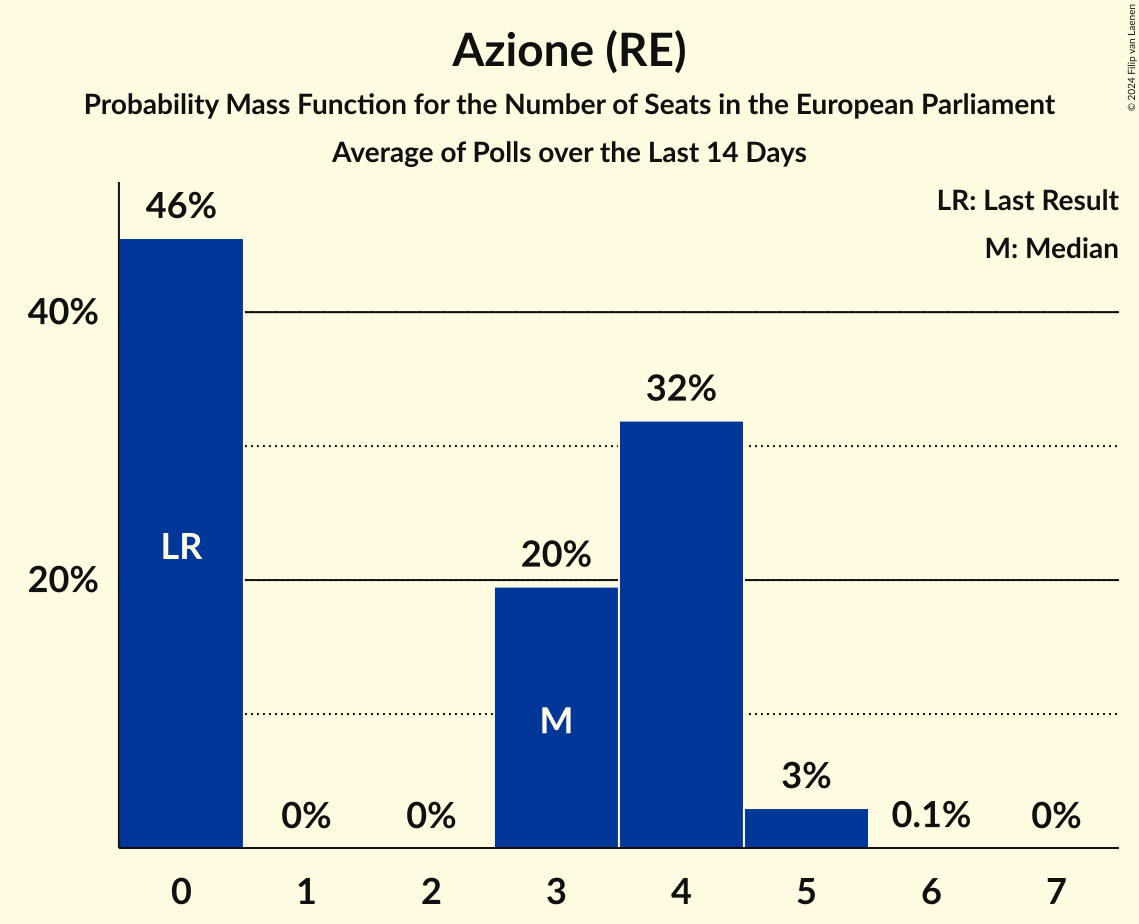 Azione (RE)
Probability Mass Function for the Number of Seats in the European Parliament
Average of Polls over the Last 14 Days
© 2024 Filip van Laenen
LR: Last Result
M: Median
46%
40%
32%
LR
20%
20%
M
3%
0%
0%
0.1%
0%
0 1 2 3 4 5 6 7